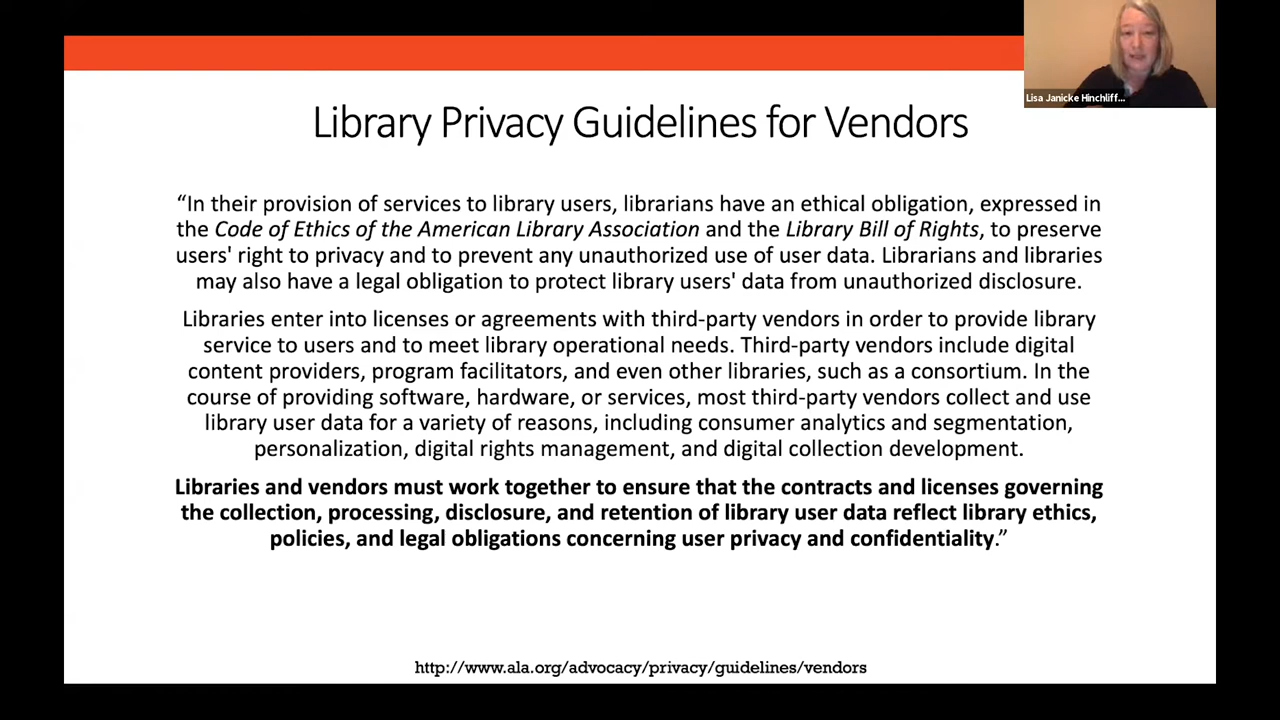 Lisa Janicke Hinchliff...
Library Privacy Guidelines for Vendors
“In their provision of services to library users, librarians have an ethical obligation, expressed in
the Code of Ethics of the American Library Association and the Library Bill of Rights, to preserve
users' right to privacy and to prevent any unauthorized use of user data. Librarians and libraries
may also have a legal obligation to protect library users' data from unauthorized disclosure.
Libraries enter into licenses or agreements with third-party vendors in order to provide library
service to users and to meet library operational needs. Third-party vendors include digital
content providers, program facilitators, and even other libraries, such as a consortium. In the
course of providing software, hardware, or services, most third-party vendors collect and use
library user data for a variety of reasons, including consumer analytics and segmentation,
personalization, digital rights management, and digital collection development.
Libraries and vendors must work together to ensure that the contracts and licenses governing
the collection, processing, disclosure, and retention of library user data reflect library ethics,
policies, and legal obligations concerning user privacy and confidentiality.”
http://www.ala.org/advocacy/privacy/guidelines/vendors